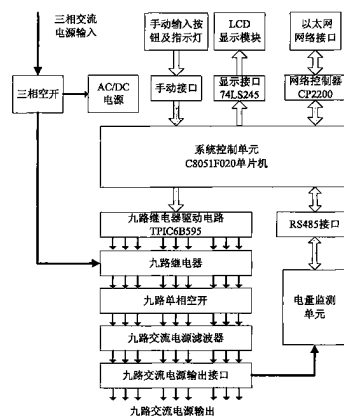 三相交流
电源输入
手动输入按
钮及指示灯
LCD
显示模块
以太网
网络接口
三相空开
AC/DC
电源
手动接口
显示接口
74LS245
网络控制器
CP2200
系统控制单元
C8051F020单片机
九路继电器驱动电路
TPIC6B595
RS485接口
九路继电器
九路单相空开
电量监测
单元
九路交流电源滤波器
九路交流电源输出接口
九路交流电源输出